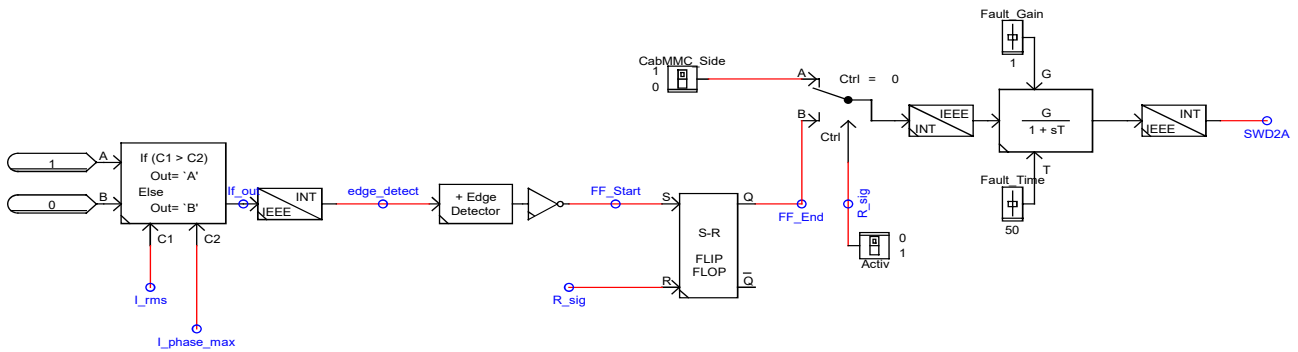 Fault_Gain
1
G
CabMMC_Side
1
0
A
Ctrl = 0
B
Ctrl
IEEE
INT
G
1 + sT
INT
IEEE
SWD2A
T
Fault_Time
50
1
A
If (C1 > C2)
Out= `A'
Else
Out= `B'
0
B
C1
C2
If_out
INT
IEEE
edge_detect
+ Edge
Detector
FF_Start
S
Q
S-R
FLIP
FLOP
R
Q
FF_End
R_sig
0
1
Activ
R_sig
I_rms
I_phase_max